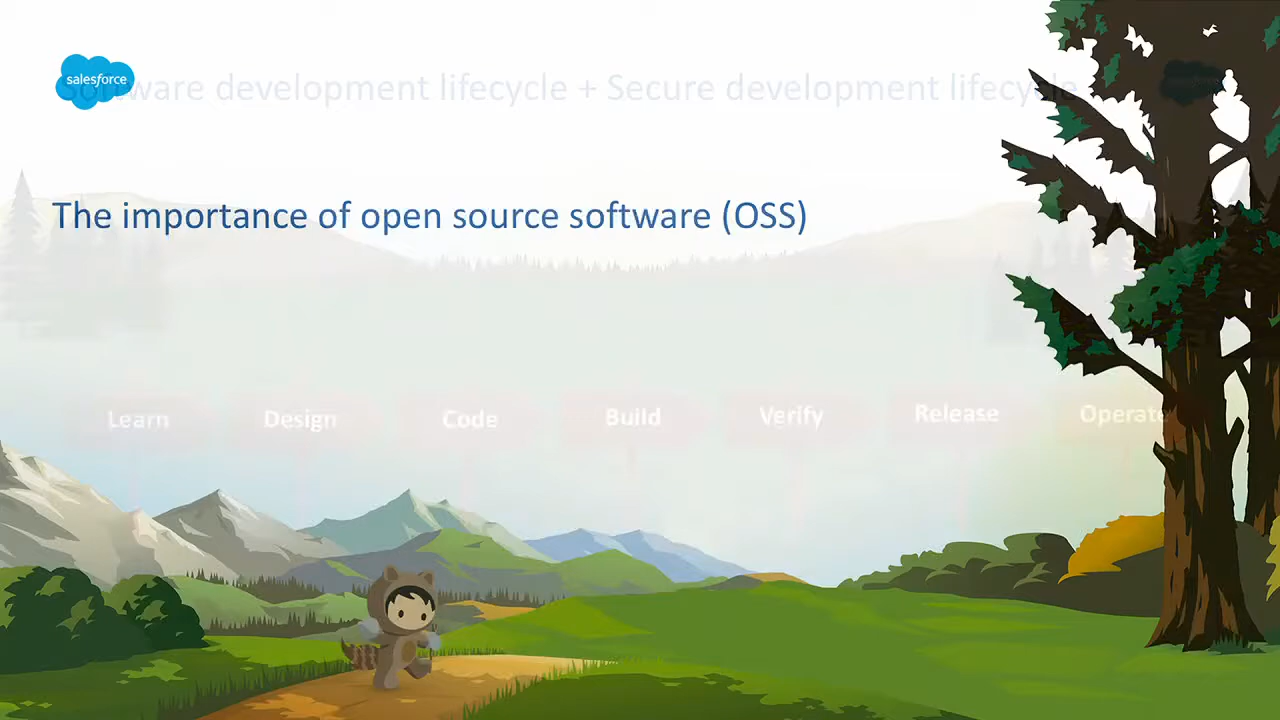 salesforce
Software development lifecycle + Secure development lifecycle
The importance of open source software (OSS)
Learn Design Code Build Verify Release Operate